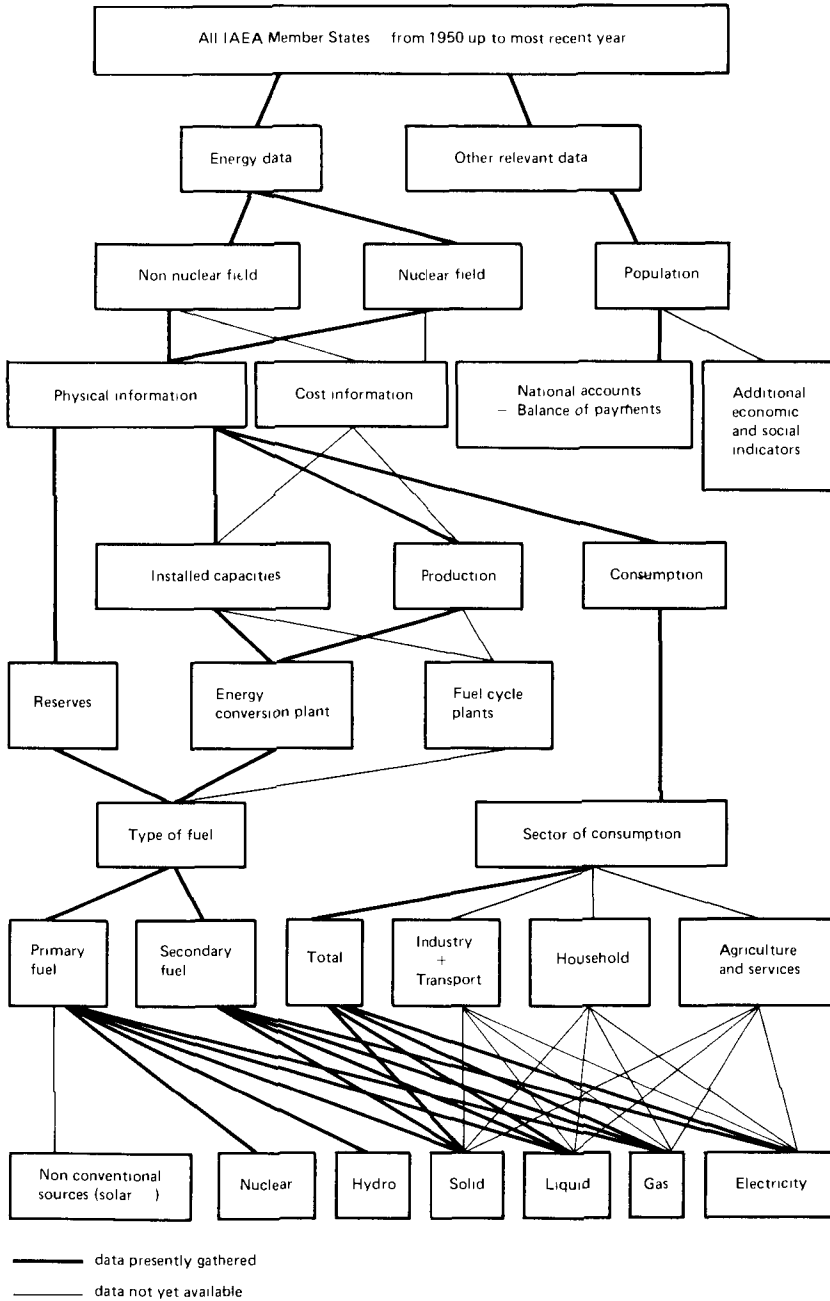 All IAEA Member States from 1950 up to most recent year
Energy data
Other relevant data
Non nuclear field
Nuclear field
Population
Physical information
Cost information
National accounts
– Balance of payments
Additional
economic
and social
indicators
Installed capacities
Production
Consumption
Reserves
Energy
conversion plant
Fuel cycle
plants
Type of fuel
Sector of consumption
Primary
fuel
Secondary
fuel
Total
Industry
+
Transport
Household
Agriculture
and services
Non conventional
sources (solar )
Nuclear
Hydro
Solid
Liquid
Gas
Electricity
data presently gathered
data not yet available